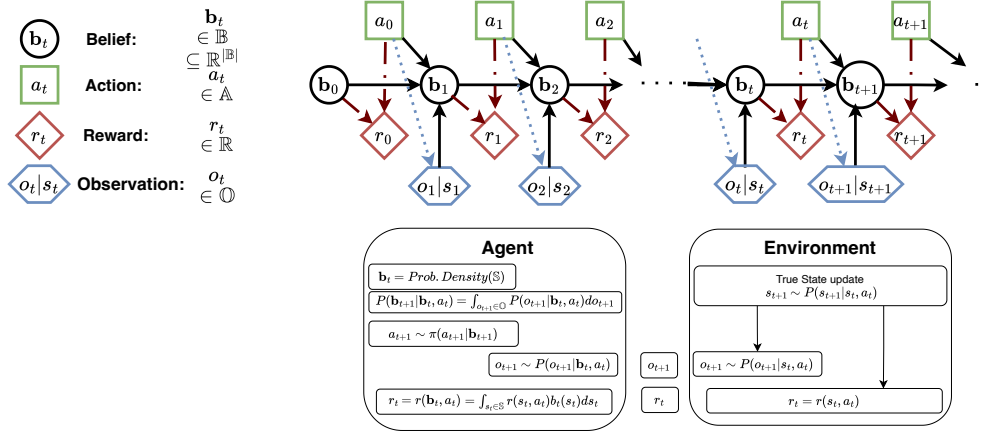 𝐛_t Belief: 𝐛_t
∈ 𝔹
⊆ ℝ^{|𝔹|}
a_t Action: a_t
∈ 𝔸
r_t Reward: r_t
∈ ℝ
o_t|s_t Observation: o_t
∈ 𝕆
a_0 a_1 a_2 a_t a_{t+1}
𝐛_0 𝐛_1 𝐛_2 ...... 𝐛_t 𝐛_{t+1} .
r_0 r_1 r_2 r_t r_{t+1}
o_1|s_1 o_2|s_2 o_t|s_t o_{t+1}|s_{t+1}
Agent
𝐛_t = Prob. Density(𝕊)
P(𝐛_{t+1}|𝐛_t, a_t) = ∫_{o_{t+1}∈𝕆} P(o_{t+1}|𝐛_t, a_t)do_{t+1}
a_{t+1} ∼ π(a_{t+1}|𝐛_{t+1})
o_{t+1} ∼ P(o_{t+1}|𝐛_t, a_t)
r_t = r(𝐛_t, a_t) = ∫_{s_t∈𝕊} r(s_t, a_t)b_t(s_t)ds_t
o_{t+1}
r_t
Environment
True State update
s_{t+1} ∼ P(s_{t+1}|s_t, a_t)
o_{t+1} ∼ P(o_{t+1}|s_t, a_t)
r_t = r(s_t, a_t)